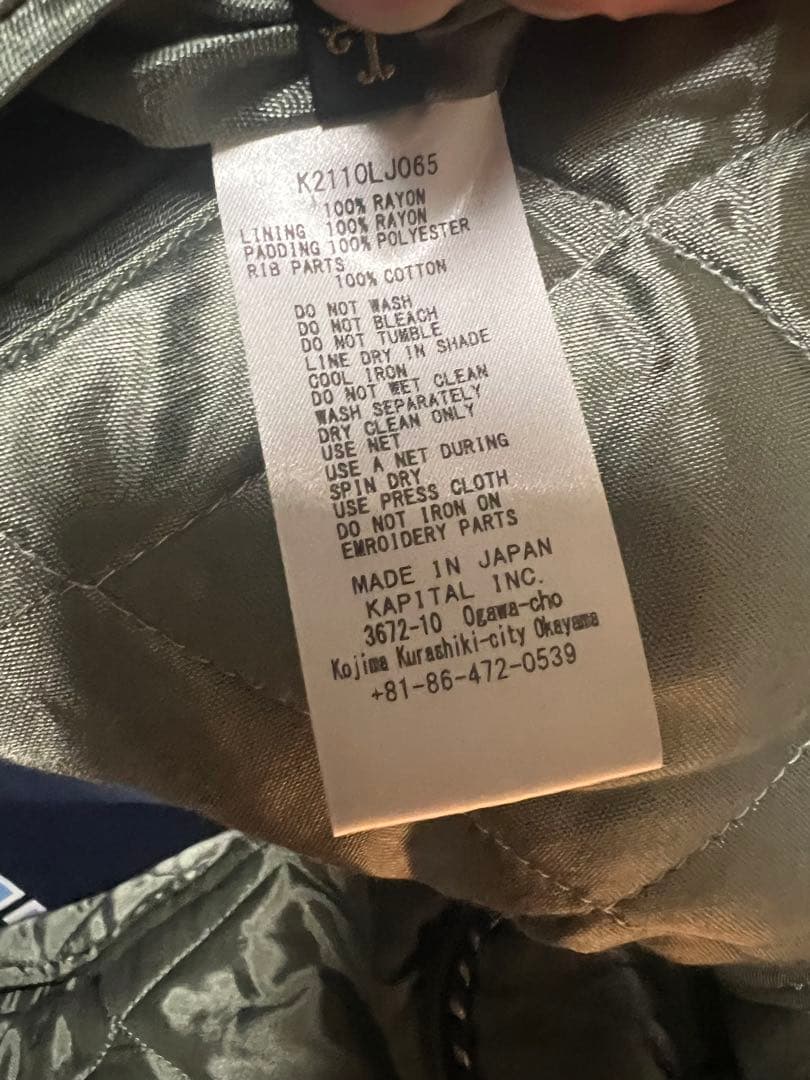 K2110LJ065
100% RAYON
LINING 100% RAYON
PADDING 100% POLYESTER
RIB PARTS
100% COTTON
DO NOT WASH
DO NOT BLEACH
DO NOT TUMBLE
LINE DRY IN SHADE
COOL IRON
DO NOT WET CLEAN
WASH SEPARATELY
DRY CLEAN ONLY
USE NET
USE A NET DURING
SPIN DRY
USE PRESS CLOTH
DO NOT IRON ON
EMROIDERY PARTS
MADE IN JAPAN
KAPITAL INC.
3672-10 Ogawa-cho
Kojima Kurashiki-city Okayama
+81-86-472-0539